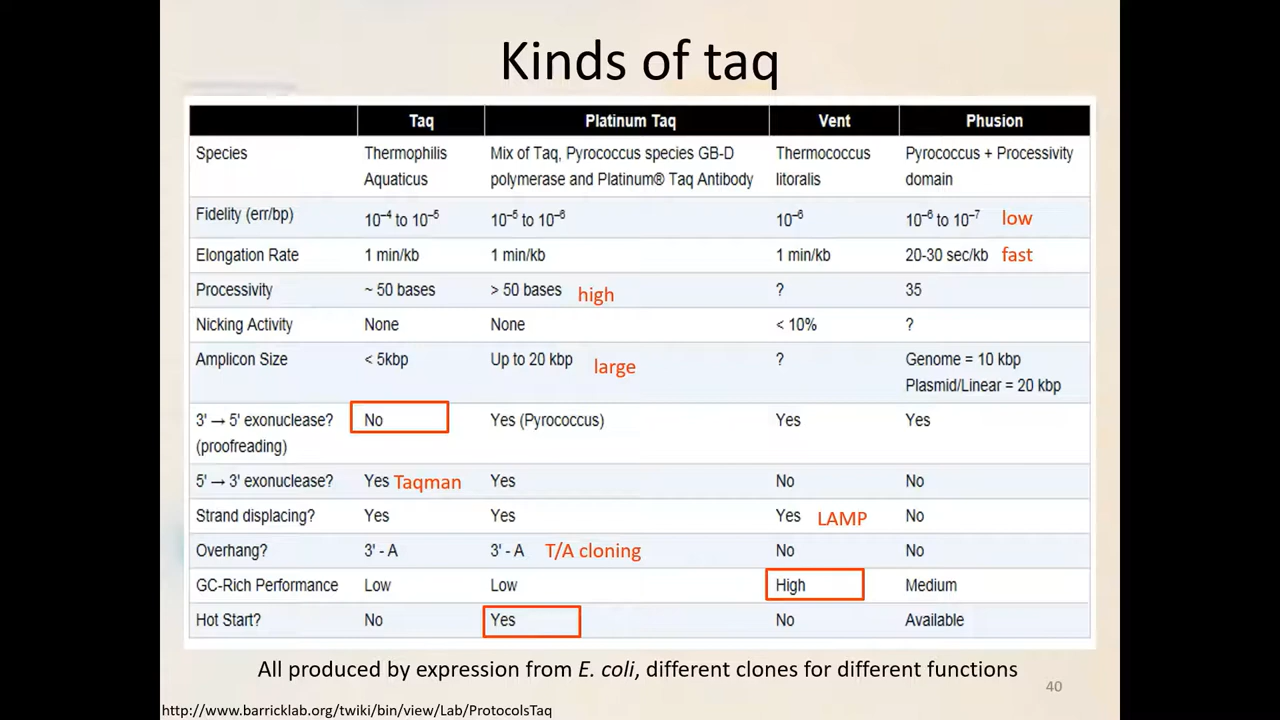 Kinds of taq
Taq Platinum Taq Vent Phusion
Species Thermophilis Mix of Taq, Pyrococcus species GB-D Thermococcus Pyrococcus + Processivity
Aquaticus polymerase and Platinum® Taq Antibody litoralis domain
Fidelity (err/bp) 10⁻⁴ to 10⁻⁵ 10⁻⁵ to 10⁻⁶ 10⁻⁶ 10⁻⁶ to 10⁻⁷ low
Elongation Rate 1 min/kb 1 min/kb 1 min/kb 20-30 sec/kb fast
Processivity ~ 50 bases > 50 bases high ? 35
Nicking Activity None None < 10% ?
Amplicon Size < 5kbp Up to 20 kbp large ? Genome = 10 kbp
Plasmid/Linear = 20 kbp
3' → 5' exonuclease? No Yes (Pyrococcus) Yes Yes
(proofreading)
5' → 3' exonuclease? Yes Taqman Yes No No
Strand displacing? Yes Yes Yes LAMP No
Overhang? 3' - A 3' - A T/A cloning No No
GC-Rich Performance Low Low High Medium
Hot Start? No Yes No Available
All produced by expression from E. coli, different clones for different functions
40
http://www.barricklab.org/twiki/bin/view/Lab/ProtocolsTaq